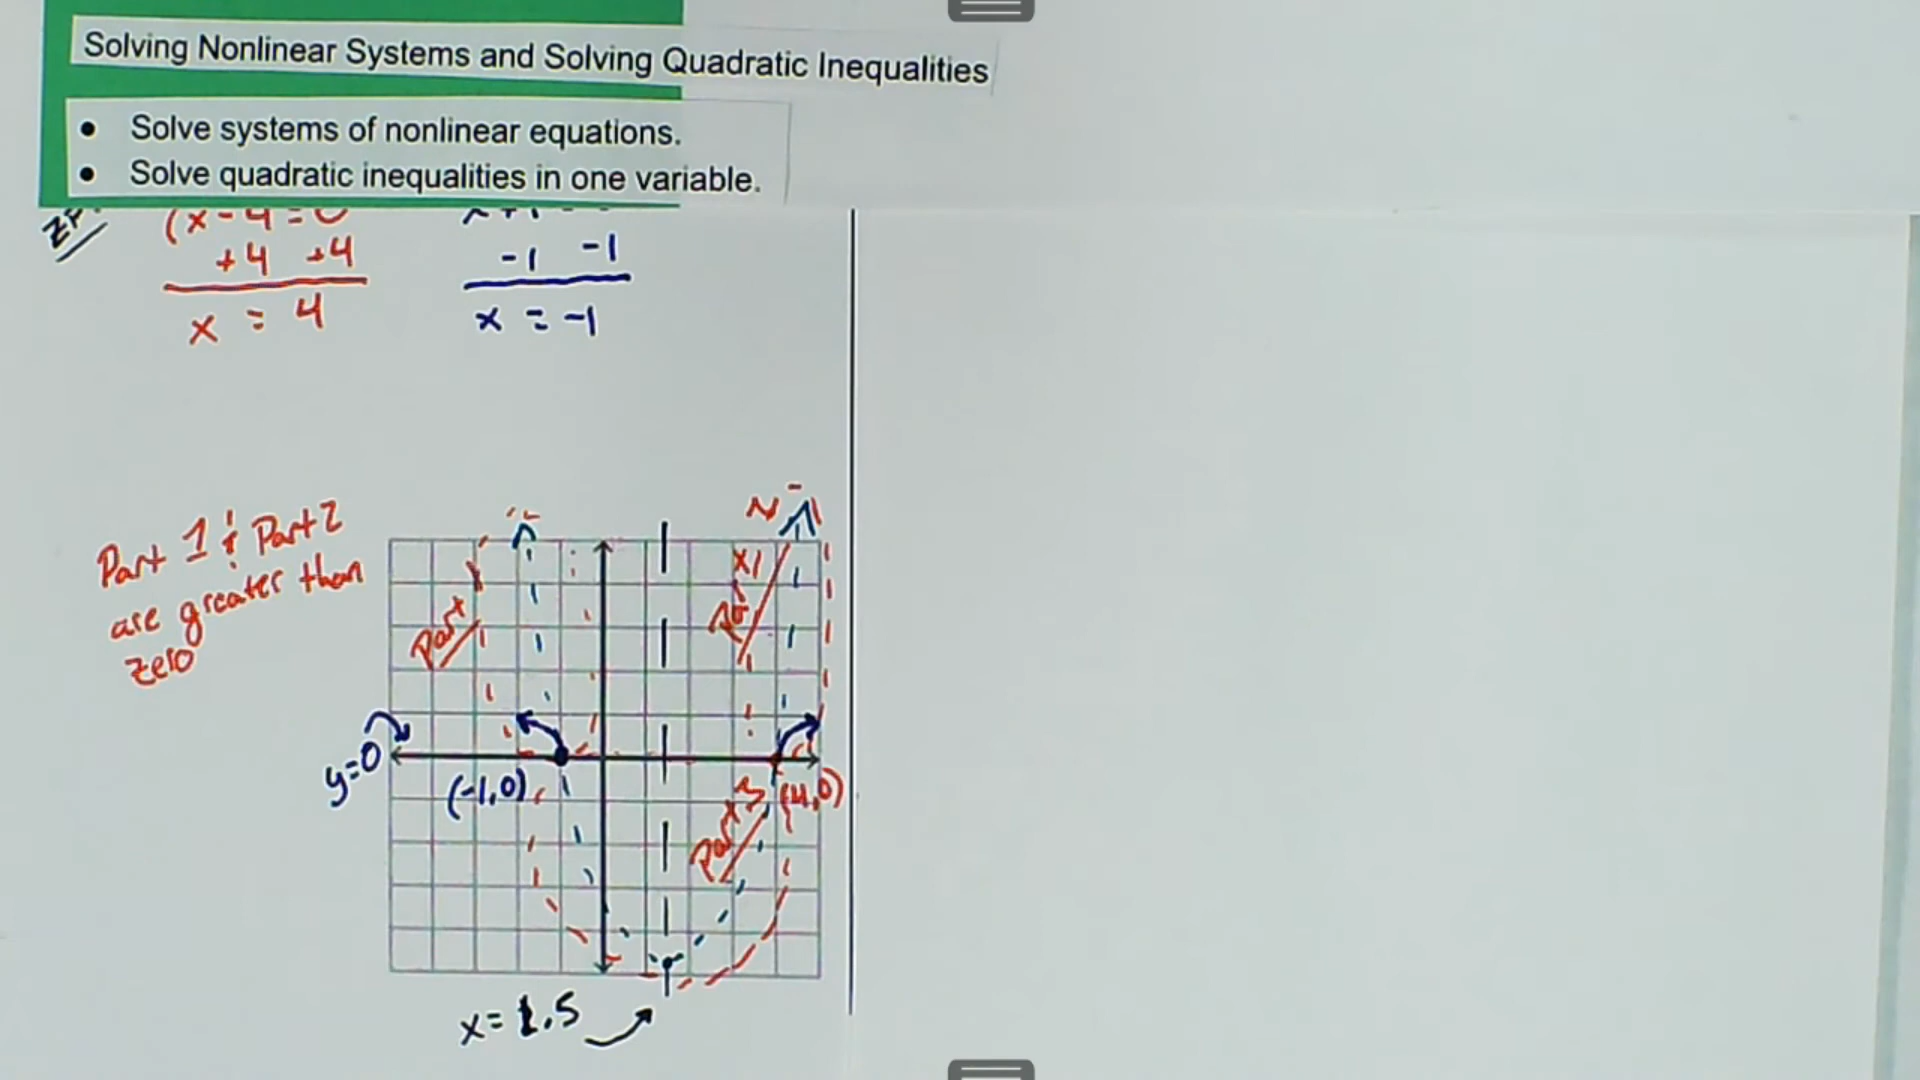 Solving Nonlinear Systems and Solving Quadratic Inequalities
• Solve systems of nonlinear equations.
• Solve quadratic inequalities in one variable.
(x - 4 = 0
+4 +4
x = 4
-1 -1
x = -1
Part 1 & Part 2
are greater than
zero
Part
Part 1
y=0
(-1,0)
Part 3
(4,0)
x = 1.5